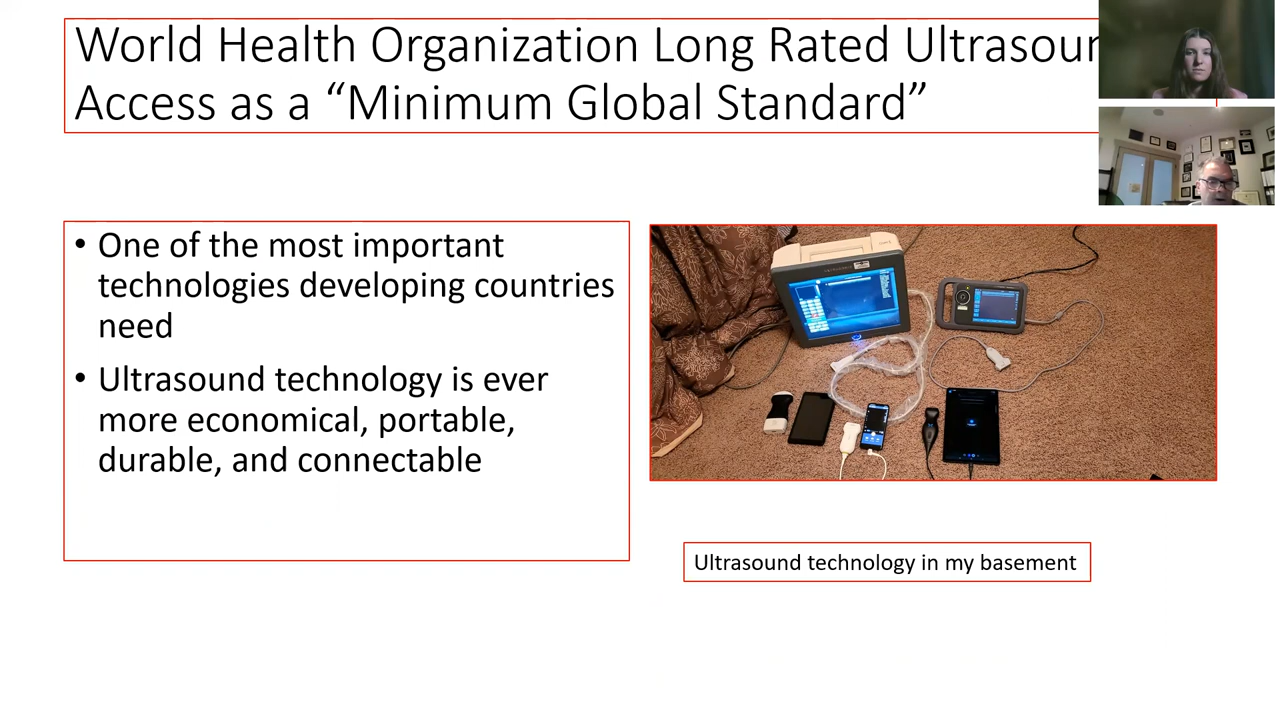 World Health Organization Long Rated Ultrasoun
Access as a “Minimum Global Standard”
• One of the most important
technologies developing countries
need
• Ultrasound technology is ever
more economical, portable,
durable, and connectable
Ultrasound technology in my basement